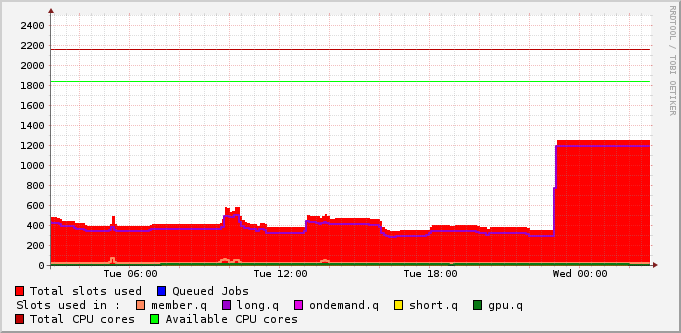 2400
2200
2000
1800
1600
1400
1200
1000
800
600
400
200
0
Tue 06:00 Tue 12:00 Tue 18:00 Wed 00:00
Total slots used Queued Jobs
Slots used in : member.q long.q ondemand.q short.q gpu.q
Total CPU cores Available CPU cores
RRDTOOL / TOBI OETIKER